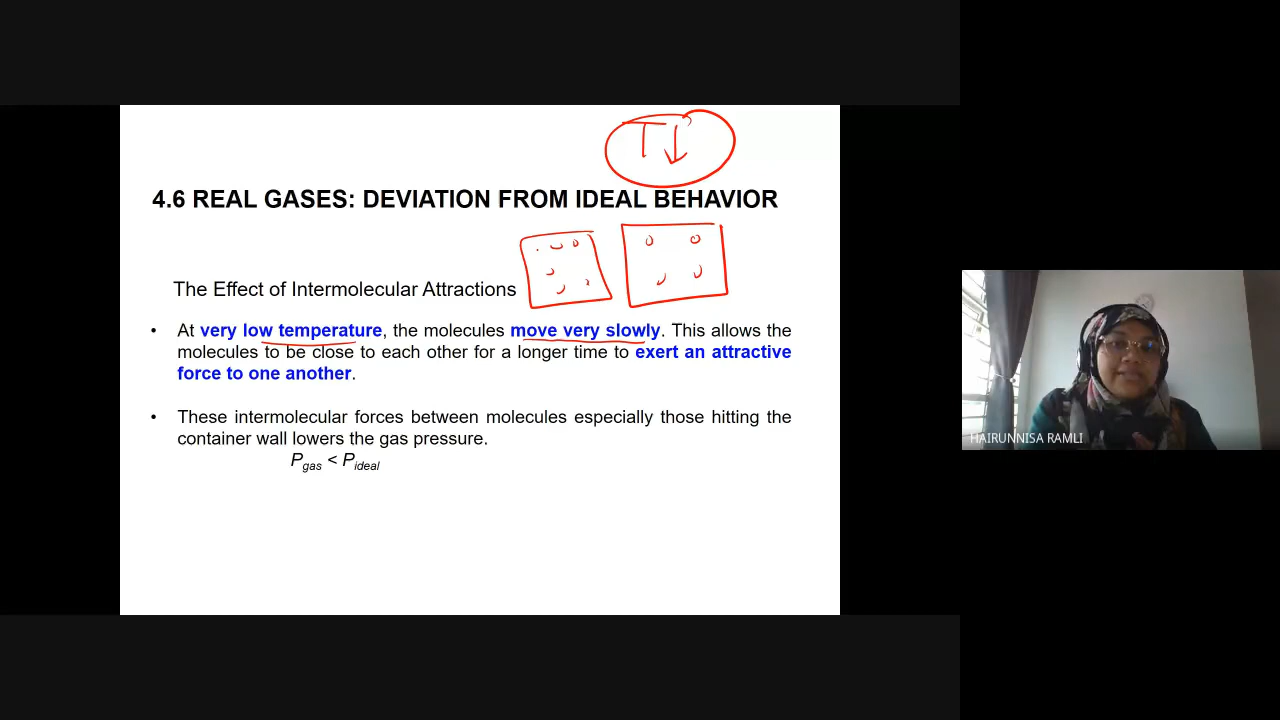 T↓
4.6 REAL GASES: DEVIATION FROM IDEAL BEHAVIOR
The Effect of Intermolecular Attractions
• At very low temperature, the molecules move very slowly. This allows the
molecules to be close to each other for a longer time to exert an attractive
force to one another.
• These intermolecular forces between molecules especially those hitting the
container wall lowers the gas pressure.
Pgas < Pideal
HAIRUNNISA RAMLI